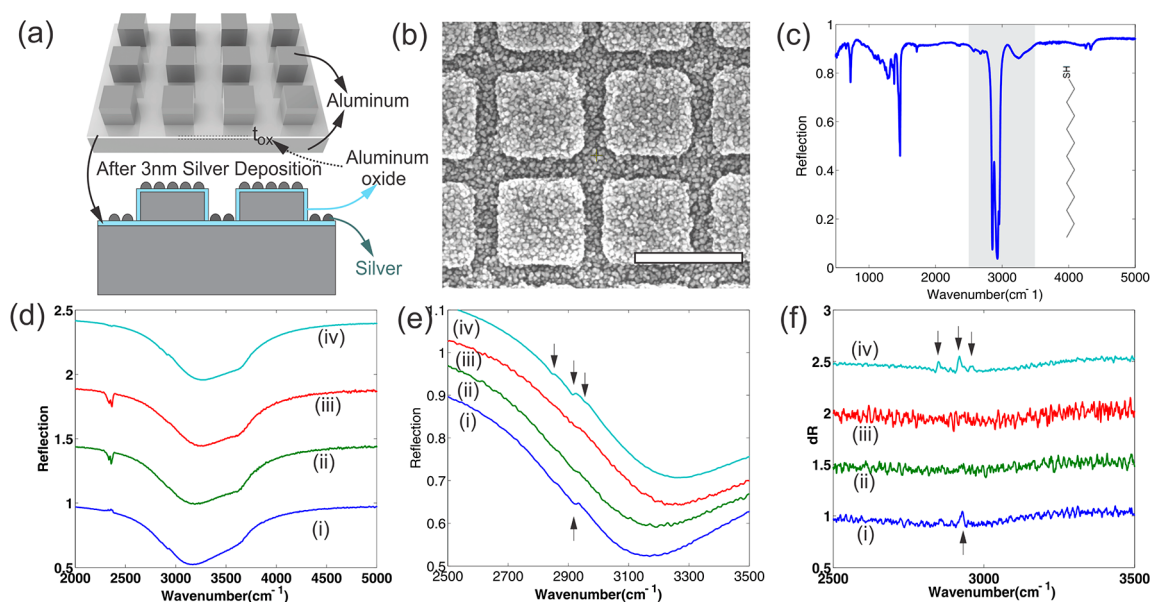 (a)
Aluminum
tox
After 3nm Silver Deposition
Aluminum
oxide
Silver
(b)
(c)
1
0.8
0.6
0.4
0.2
0
Reflection
SH
1000 2000 3000 4000 5000
Wavenumber(cm⁻1)
(d)
2.5
2
1.5
1
0.5
Reflection
(iv)
(iii)
(ii)
(i)
2000 2500 3000 3500 4000 4500 5000
Wavenumber(cm⁻¹)
(e)
1.1
1
0.9
0.8
0.7
0.6
0.5
Reflection
(iv)
(iii)
(ii)
(i)
2500 2700 2900 3100 3300 3500
Wavenumber(cm⁻¹)
(f)
3
2.5
2
1.5
1
0.5
dR
(iv)
(iii)
(ii)
(i)
2500 3000 3500
Wavenumber(cm⁻¹)